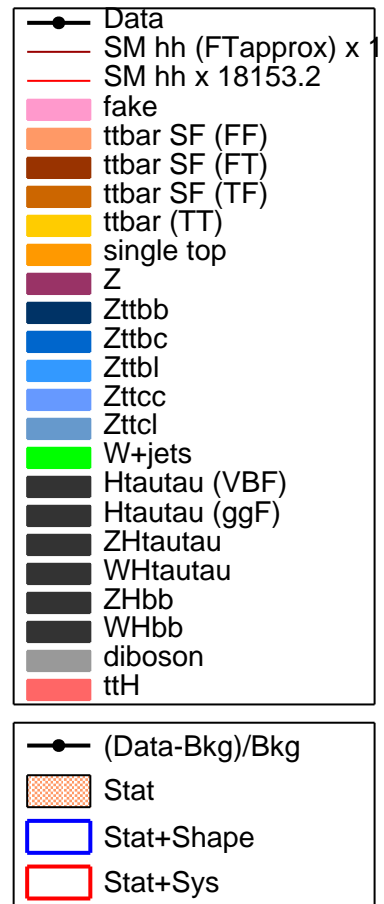 Data
SM hh (FTapprox) x 1
SM hh x 18153.2
fake
ttbar SF (FF)
ttbar SF (FT)
ttbar SF (TF)
ttbar (TT)
single top
Z
Zttbb
Zttbc
Zttbl
Zttcc
Zttcl
W+jets
Htautau (VBF)
Htautau (ggF)
ZHtautau
WHtautau
ZHbb
WHbb
diboson
ttH
(Data-Bkg)/Bkg
Stat
Stat+Shape
Stat+Sys